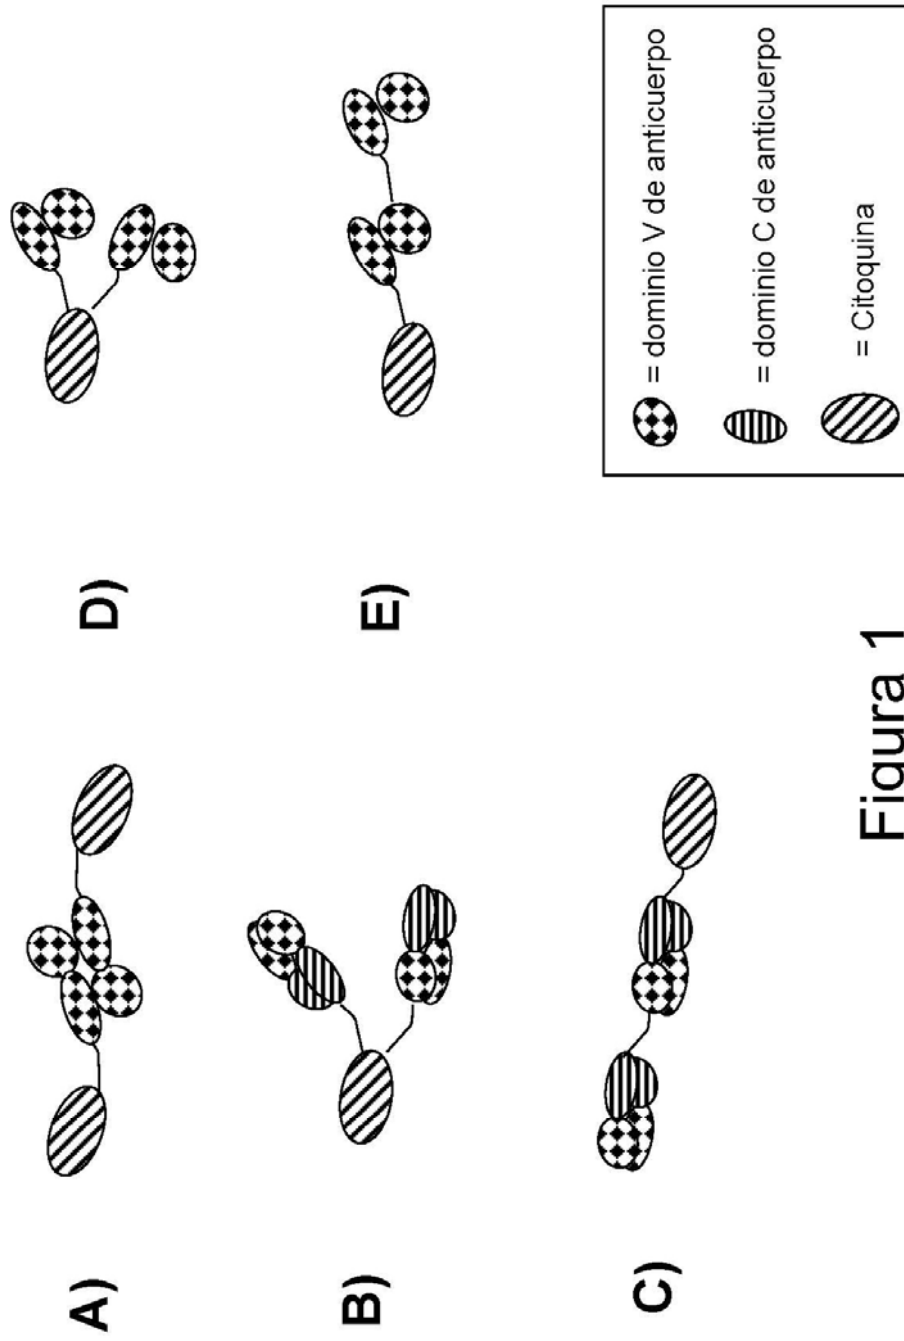 A)
B)
C)
D)
E)
= dominio V de anticuerpo
= dominio C de anticuerpo
= Citoquina
Figura 1